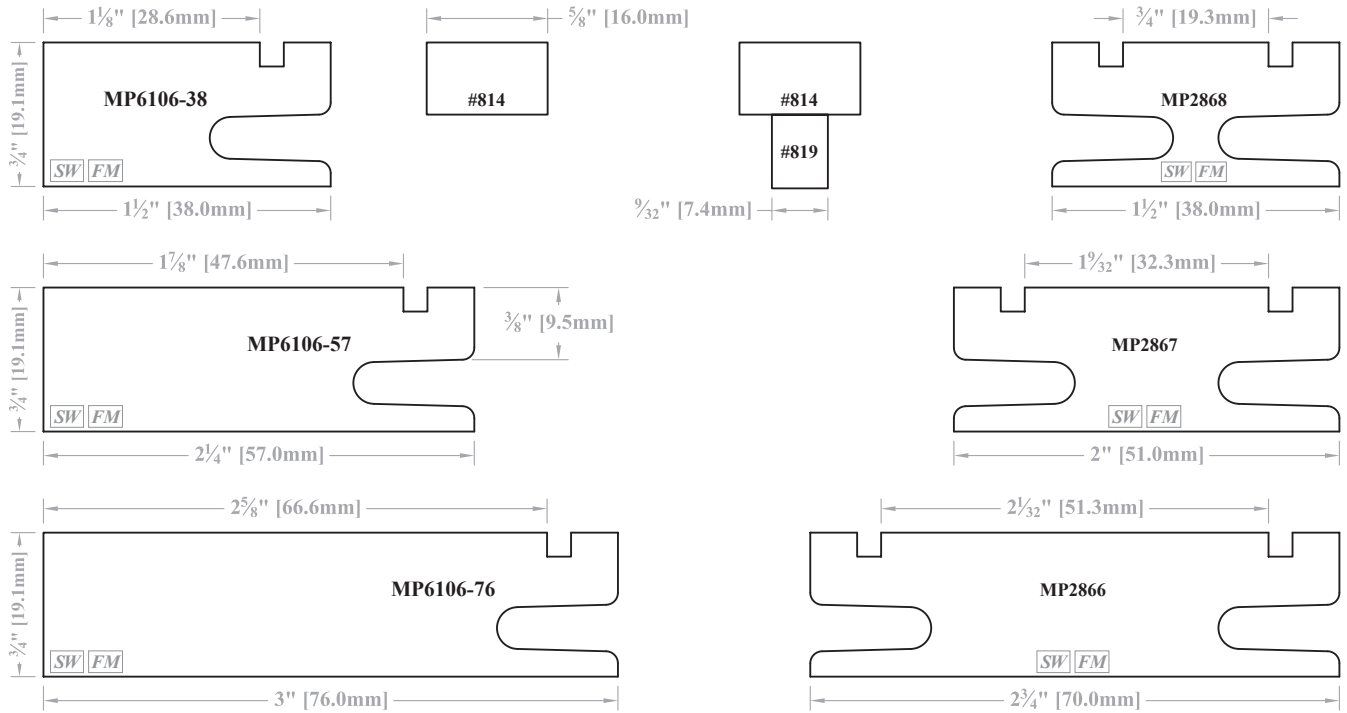 1⅛" [28.6mm]
⅝" [16.0mm]
¾" [19.3mm]
¾" [19.1mm]
MP6106-38
#814
#814
MP2868
#819
SW FM
SW FM
1½" [38.0mm]
9⁄32" [7.4mm]
1½" [38.0mm]
1⅞" [47.6mm]
1 9⁄32" [32.3mm]
¾" [19.1mm]
⅜" [9.5mm]
MP6106-57
MP2867
SW FM
SW FM
2¼" [57.0mm]
2" [51.0mm]
2⅝" [66.6mm]
2 1⁄32" [51.3mm]
¾" [19.1mm]
MP6106-76
MP2866
SW FM
SW FM
3" [76.0mm]
2¾" [70.0mm]